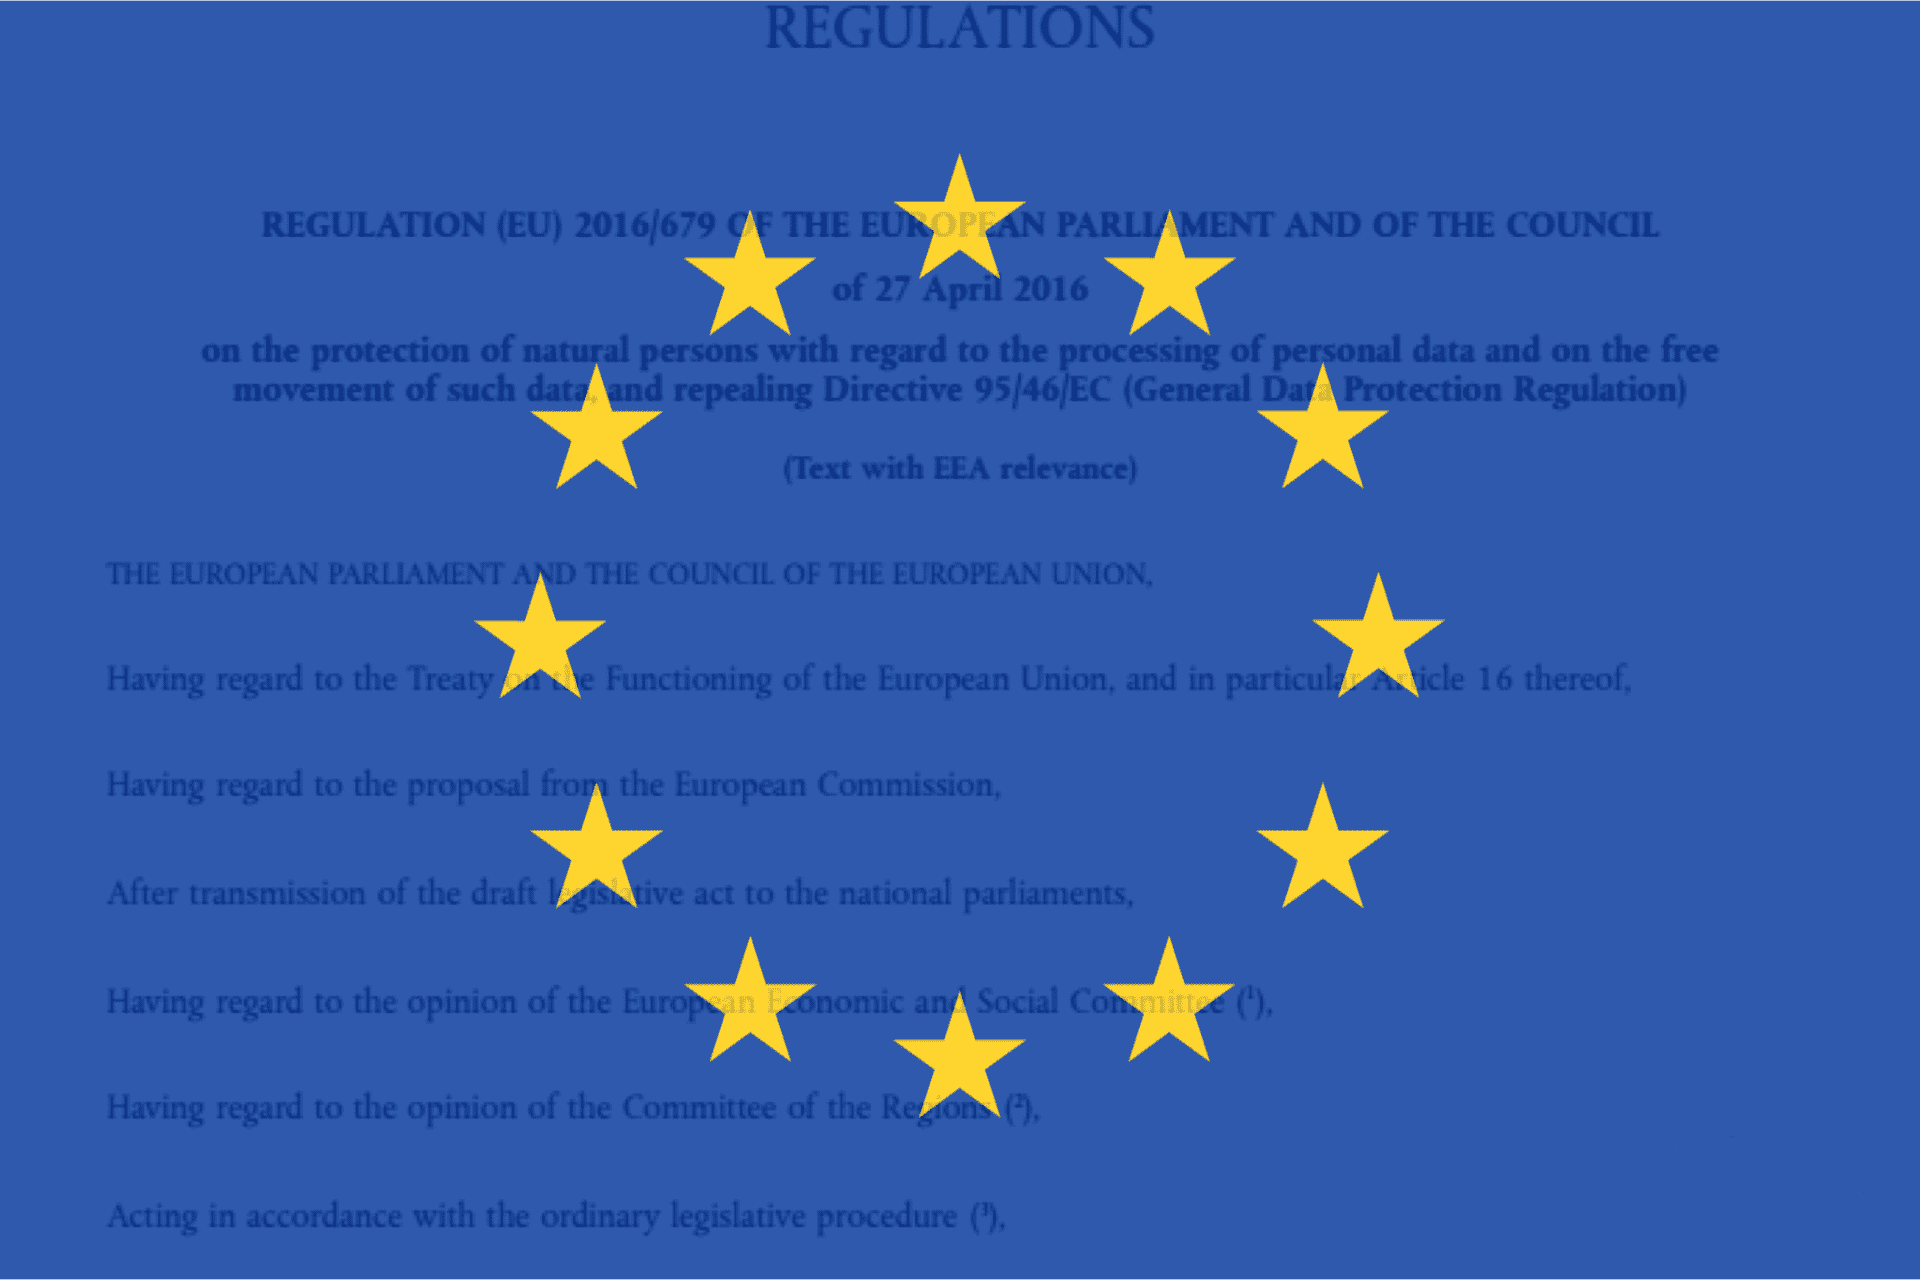 REGULATIONS
REGULATION (EU) 2016/679 OF THE EUROPEAN PARLIAMENT AND OF THE COUNCIL
of 27 April 2016
on the protection of natural persons with regard to the processing of personal data and on the free
movement of such data, and repealing Directive 95/46/EC (General Data Protection Regulation)
(Text with EEA relevance)
THE EUROPEAN PARLIAMENT AND THE COUNCIL OF THE EUROPEAN UNION,
Having regard to the Treaty on the Functioning of the European Union, and in particular Article 16 thereof,
Having regard to the proposal from the European Commission,
After transmission of the draft legislative act to the national parliaments,
Having regard to the opinion of the European Economic and Social Committee (¹),
Having regard to the opinion of the Committee of the Regions (²),
Acting in accordance with the ordinary legislative procedure (³),